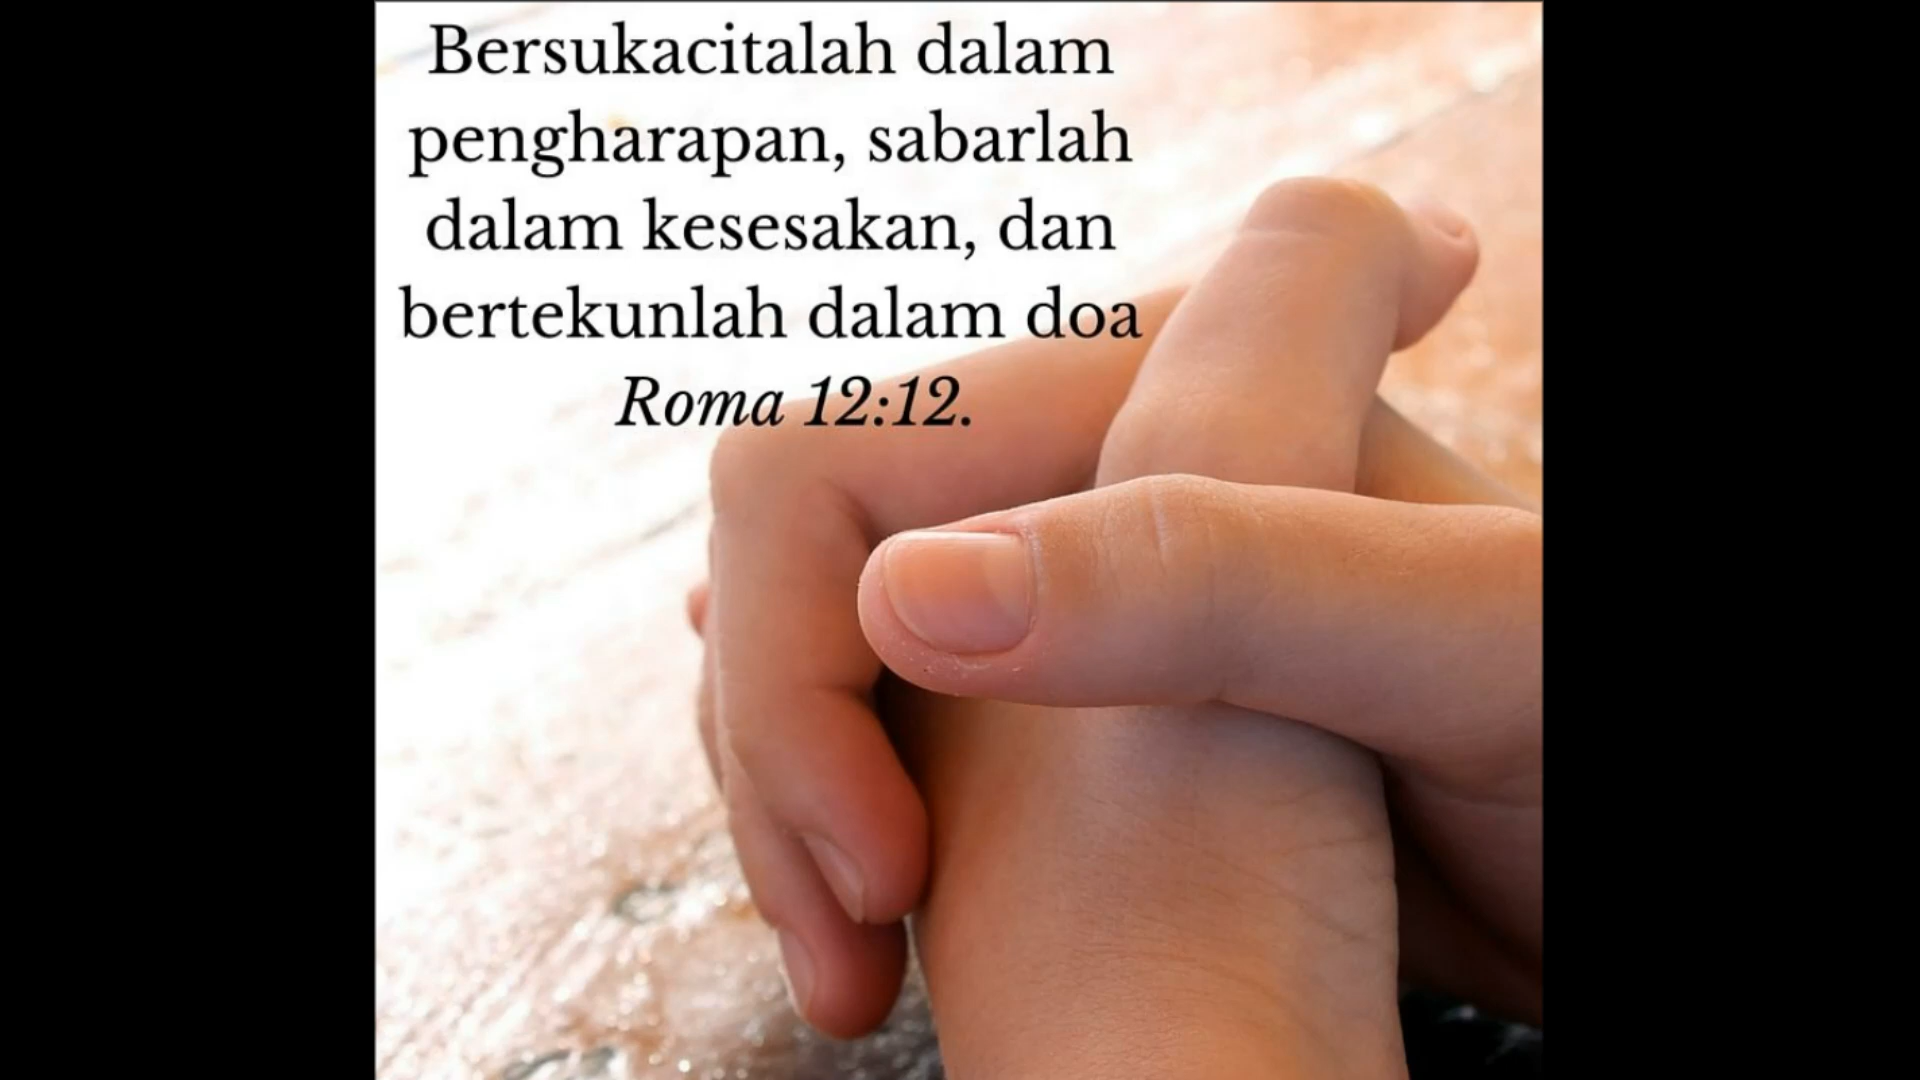 Bersukacitalah dalam
pengharapan, sabarlah
dalam kesesakan, dan
bertekunlah dalam doa
Roma 12:12.